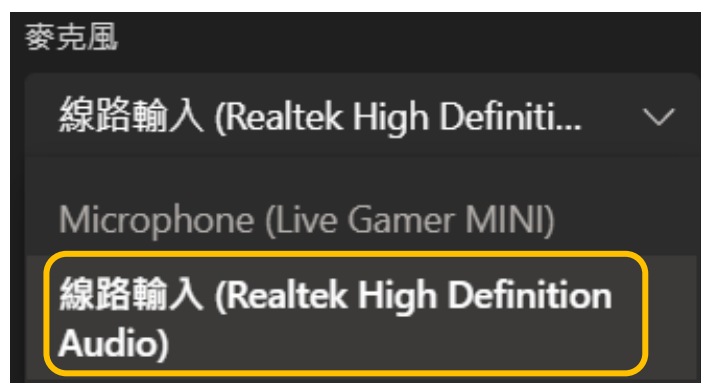 麥克風
線路輸入 (Realtek High Definiti...
Microphone (Live Gamer MINI)
線路輸入 (Realtek High Definition
Audio)